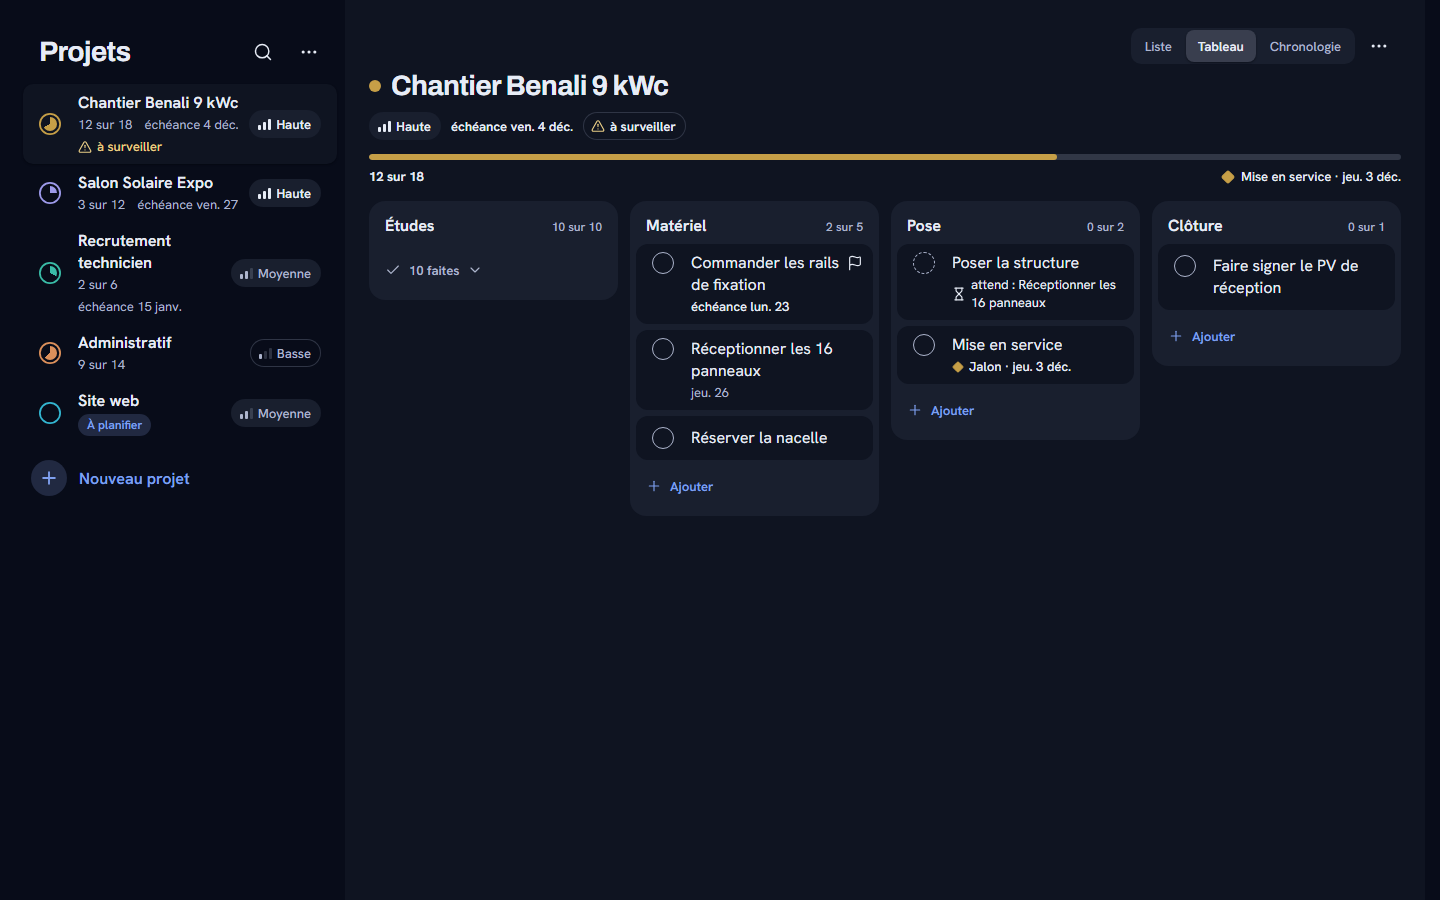 Projets
Chantier Benali 9 kWc
12 sur 18 échéance 4 déc.
à surveiller
Haute
Salon Solaire Expo
3 sur 12 échéance ven. 27
Haute
Recrutement
technicien
2 sur 6
échéance 15 janv.
Moyenne
Administratif
9 sur 14
Basse
Site web
À planifier
Moyenne
Nouveau projet
Liste
Tableau
Chronologie
Chantier Benali 9 kWc
Haute
échéance ven. 4 déc.
à surveiller
12 sur 18
Mise en service · jeu. 3 déc.
Études
10 sur 10
10 faites
Matériel
2 sur 5
Commander les rails
de fixation
échéance lun. 23
Réceptionner les 16
panneaux
jeu. 26
Réserver la nacelle
Ajouter
Pose
0 sur 2
Poser la structure
attend : Réceptionner les
16 panneaux
Mise en service
Jalon · jeu. 3 déc.
Ajouter
Clôture
0 sur 1
Faire signer le PV de
réception
Ajouter